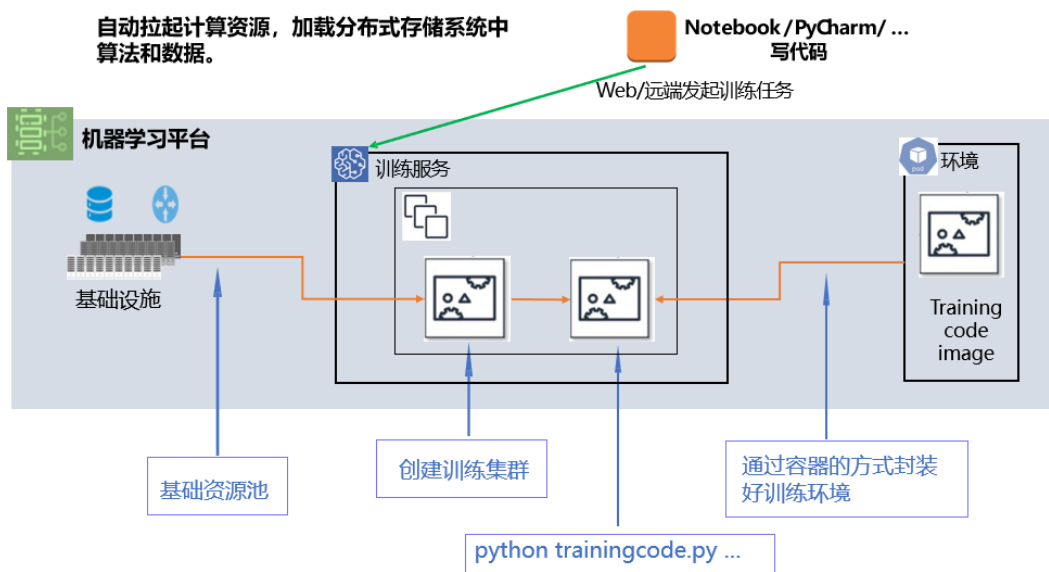 自动拉起计算资源，加载分布式存储系统中
算法和数据。
Notebook/PyCharm/ ...
写代码
Web/远端发起训练任务
机器学习平台
训练服务
pod
环境
基础设施
Training
code
image
基础资源池
创建训练集群
通过容器的方式封装
好训练环境
python trainingcode.py ...